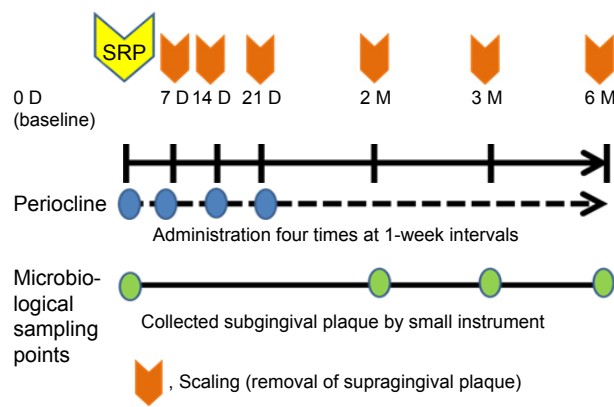 SRP
0 D 7 D 14 D 21 D 2 M 3 M 6 M
(baseline)
Periocline
Administration four times at 1-week intervals
Microbio-
logical
sampling
points
Collected subgingival plaque by small instrument
, Scaling (removal of supragingival plaque)